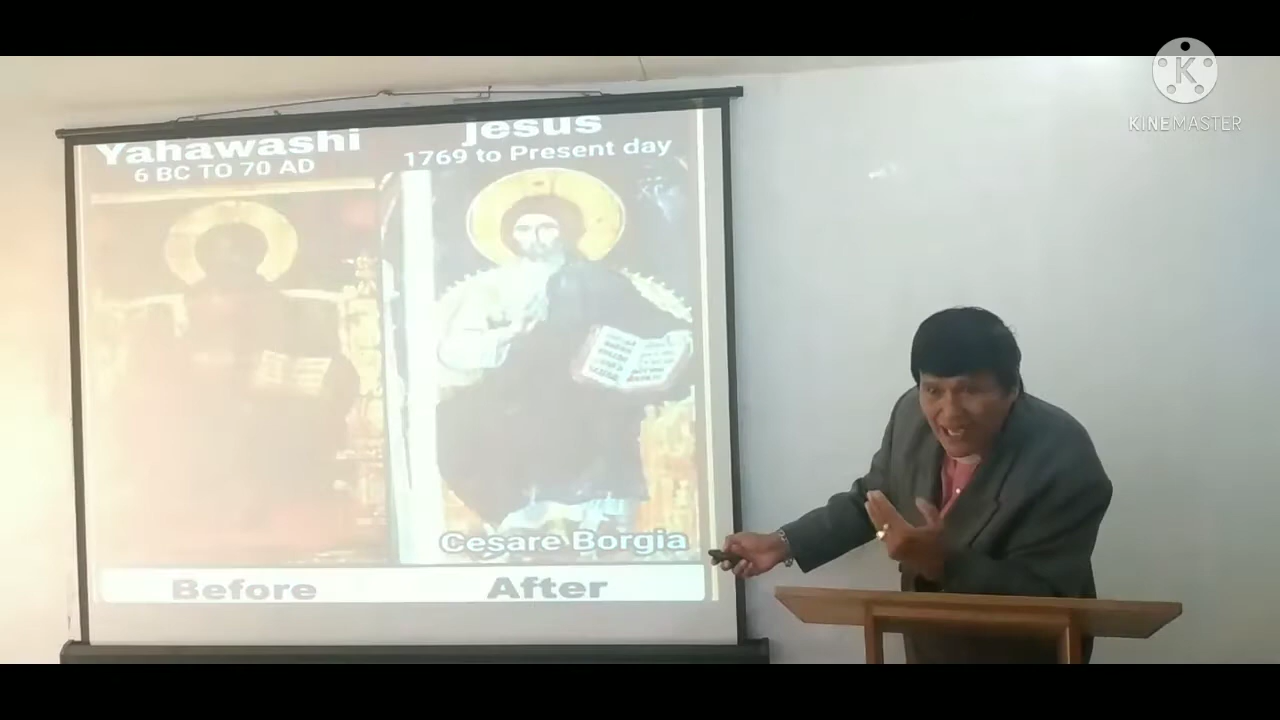 Yahawashi
6 BC TO 70 AD
Jesus
1769 to Present day
Cesare Borgia
Before
After
K
KINEMASTER